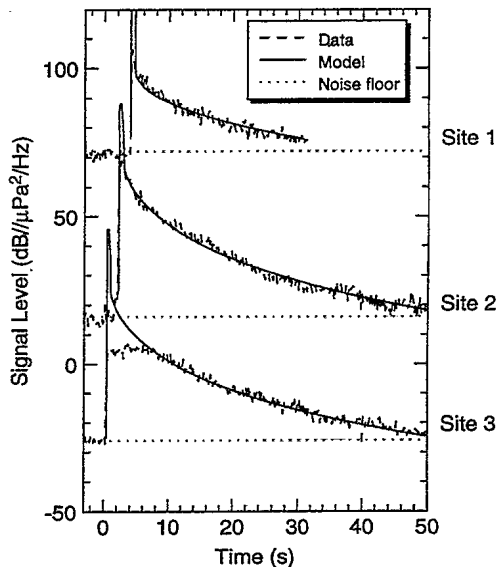 Data
Model
Noise floor
100
50
0
-50
Signal Level (dB//μPa²/Hz)
Site 1
Site 2
Site 3
0 10 20 30 40 50
Time (s)